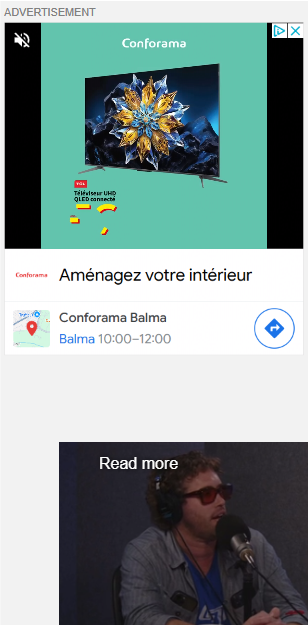 ADVERTISEMENT
Conforama
TCL
Téléviseur UHD
QLED connecté
Conforama
Aménagez votre intérieur
Conforama Balma
Balma 10:00–12:00
Read more